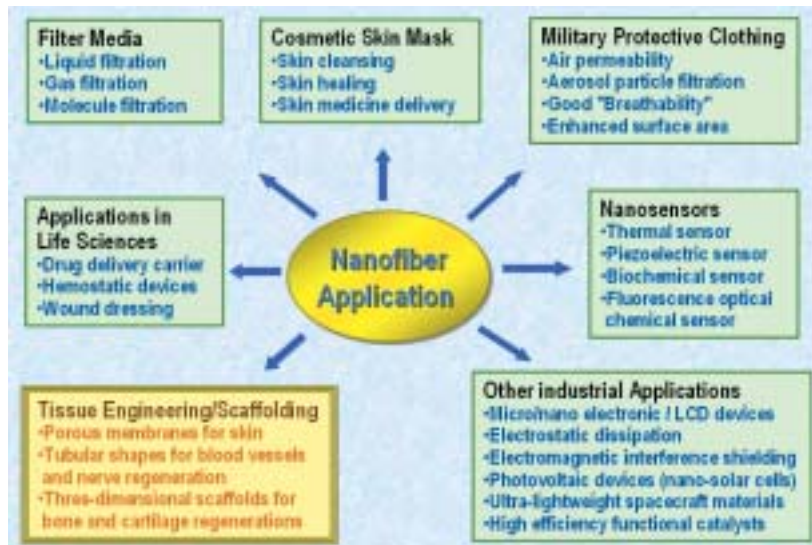 Filter Media
•Liquid filtration
•Gas filtration
•Molecule filtration
Cosmetic Skin Mask
•Skin cleansing
•Skin healing
•Skin medicine delivery
Military Protective Clothing
•Air permeability
•Aerosol particle filtration
•Good "Breathability"
•Enhanced surface area
Applications in
Life Sciences
•Drug delivery carrier
•Hemostatic devices
•Wound dressing
Nanofiber
Application
Nanosensors
•Thermal sensor
•Piezoelectric sensor
•Biochemical sensor
•Fluorescence optical
chemical sensor
Tissue Engineering/Scaffolding
•Porous membranes for skin
•Tubular shapes for blood vessels
and nerve regeneration
•Three-dimensional scaffolds for
bone and cartilage regenerations
Other industrial Applications
•Micro/nano electronic / LCD devices
•Electrostatic dissipation
•Electromagnetic interference shielding
•Photovoltaic devices (nano-solar cells)
•Ultra-lightweight spacecraft materials
•High efficiency functional catalysts